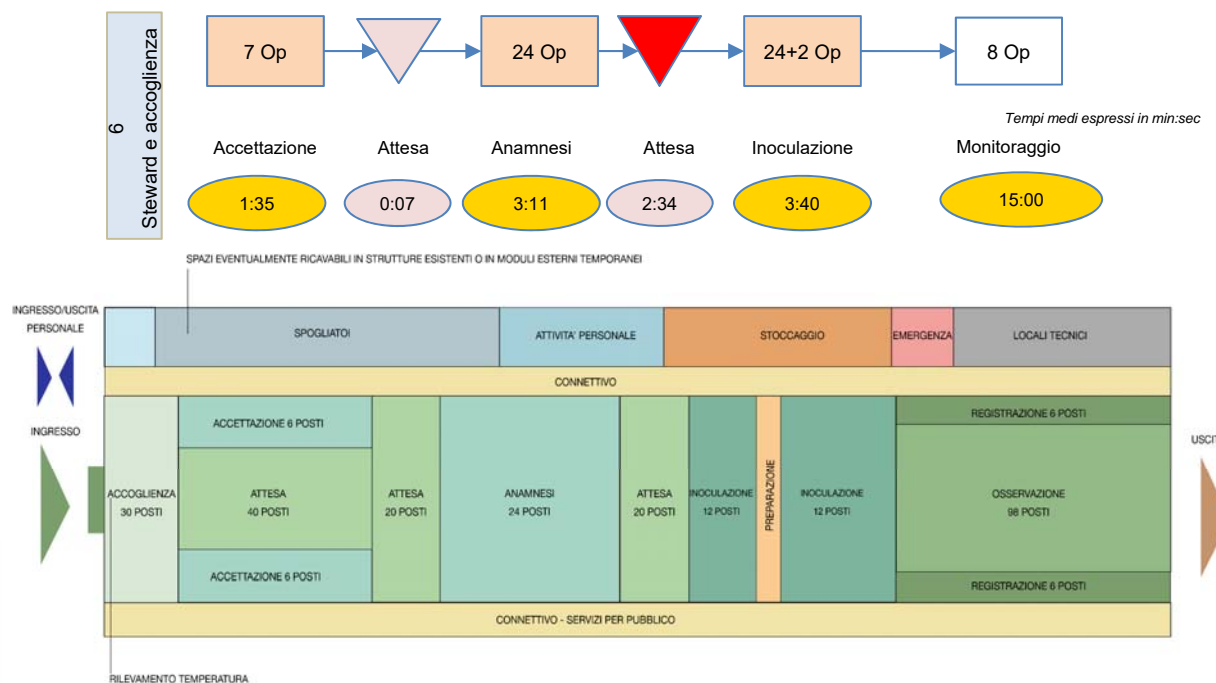 6
Steward e accoglienza
7 Op
24 Op
24+2 Op
8 Op
Tempi medi espressi in min:sec
Accettazione
Attesa
Anamnesi
Attesa
Inoculazione
Monitoraggio
1:35
0:07
3:11
2:34
3:40
15:00
SPAZI EVENTUALMENTE RICAVABILI IN STRUTTURE ESISTENTI O IN MODULI ESTERNI TEMPORANEI
INGRESSO/USCITA
PERSONALE
SPOGLIATOI
ATTIVITA' PERSONALE
STOCCAGGIO
EMERGENZA
LOCALI TECNICI
CONNETTIVO
INGRESSO
ACCOGLIENZA
30 POSTI
ACCETTAZIONE 6 POSTI
ATTESA
40 POSTI
ACCETTAZIONE 6 POSTI
ATTESA
20 POSTI
ANAMNESI
24 POSTI
ATTESA
20 POSTI
INOCULAZIONE
12 POSTI
PREPARAZIONE
INOCULAZIONE
12 POSTI
REGISTRAZIONE 6 POSTI
OSSERVAZIONE
98 POSTI
REGISTRAZIONE 6 POSTI
USCIT
CONNETTIVO - SERVIZI PER PUBBLICO
RILEVAMENTO TEMPERATURA